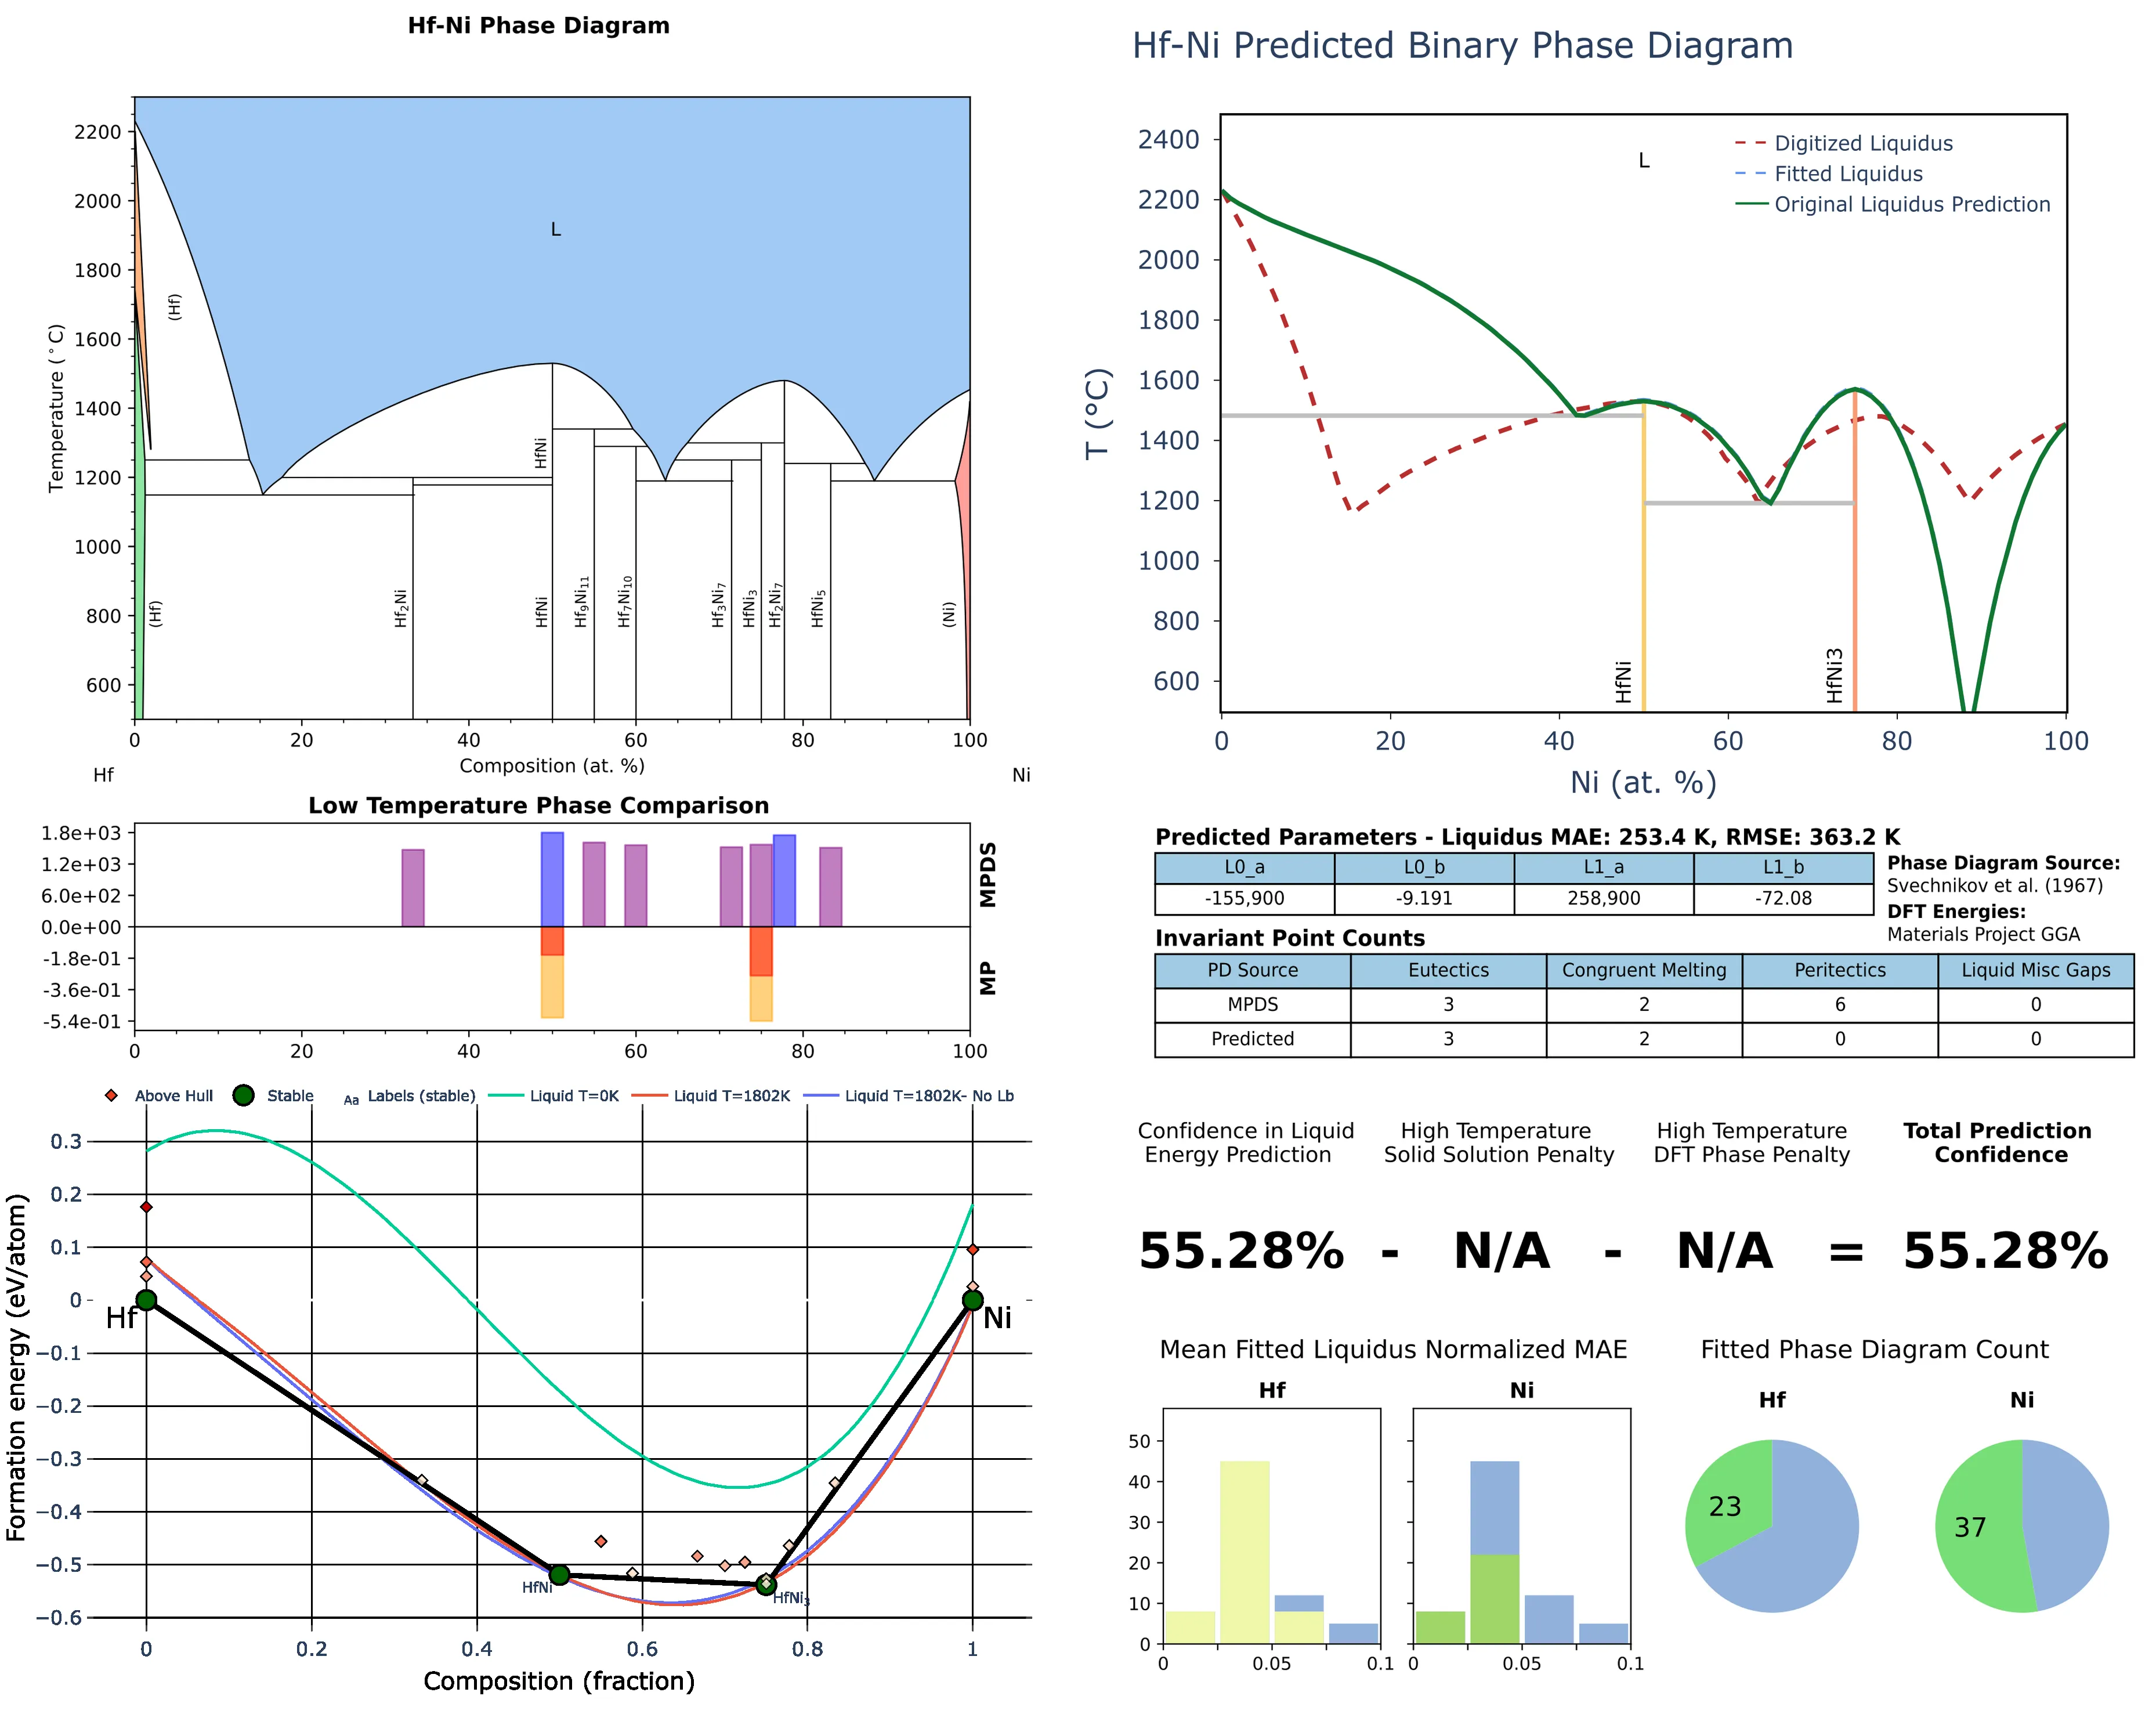 Hf-Ni Phase Diagram
2200
2000
1800
1600
1400
1200
1000
800
600
Temperature (°C)
L
(Hf)
(Hf)
Hf₂Ni
HfNi
HfNi
Hf₉Ni₁₁
Hf₇Ni₁₀
Hf₃Ni₇
HfNi₃
Hf₂Ni₇
HfNi₅
(Ni)
0 20 40 60 80 100
Composition (at. %)
Hf Ni
Low Temperature Phase Comparison
1.8e+03
1.2e+03
6.0e+02
0.0e+00
-1.8e-01
-3.6e-01
-5.4e-01
MPDS
MP
0 20 40 60 80 100
Above Hull Stable Aa Labels (stable) Liquid T=0K Liquid T=1802K Liquid T=1802K- No Lb
0.3
0.2
0.1
0
−0.1
−0.2
−0.3
−0.4
−0.5
−0.6
Formation energy (eV/atom)
Hf
HfNi
HfNi₃
Ni
0 0.2 0.4 0.6 0.8 1
Composition (fraction)
Hf-Ni Predicted Binary Phase Diagram
2400
2200
2000
1800
1600
1400
1200
1000
800
600
T (°C)
L
Digitized Liquidus
Fitted Liquidus
Original Liquidus Prediction
HfNi
HfNi3
0 20 40 60 80 100
Ni (at. %)
Predicted Parameters - Liquidus MAE: 253.4 K, RMSE: 363.2 K
L0_a L0_b L1_a L1_b
-155,900 -9.191 258,900 -72.08
Phase Diagram Source:
Svechnikov et al. (1967)
DFT Energies:
Materials Project GGA
Invariant Point Counts
PD Source Eutectics Congruent Melting Peritectics Liquid Misc Gaps
MPDS 3 2 6 0
Predicted 3 2 0 0
Confidence in Liquid
Energy Prediction
High Temperature
Solid Solution Penalty
High Temperature
DFT Phase Penalty
Total Prediction
Confidence
55.28% - N/A - N/A = 55.28%
Mean Fitted Liquidus Normalized MAE
Hf
50
40
30
20
10
0
0 0.05 0.1
Ni
0 0.05 0.1
Fitted Phase Diagram Count
Hf
23
Ni
37